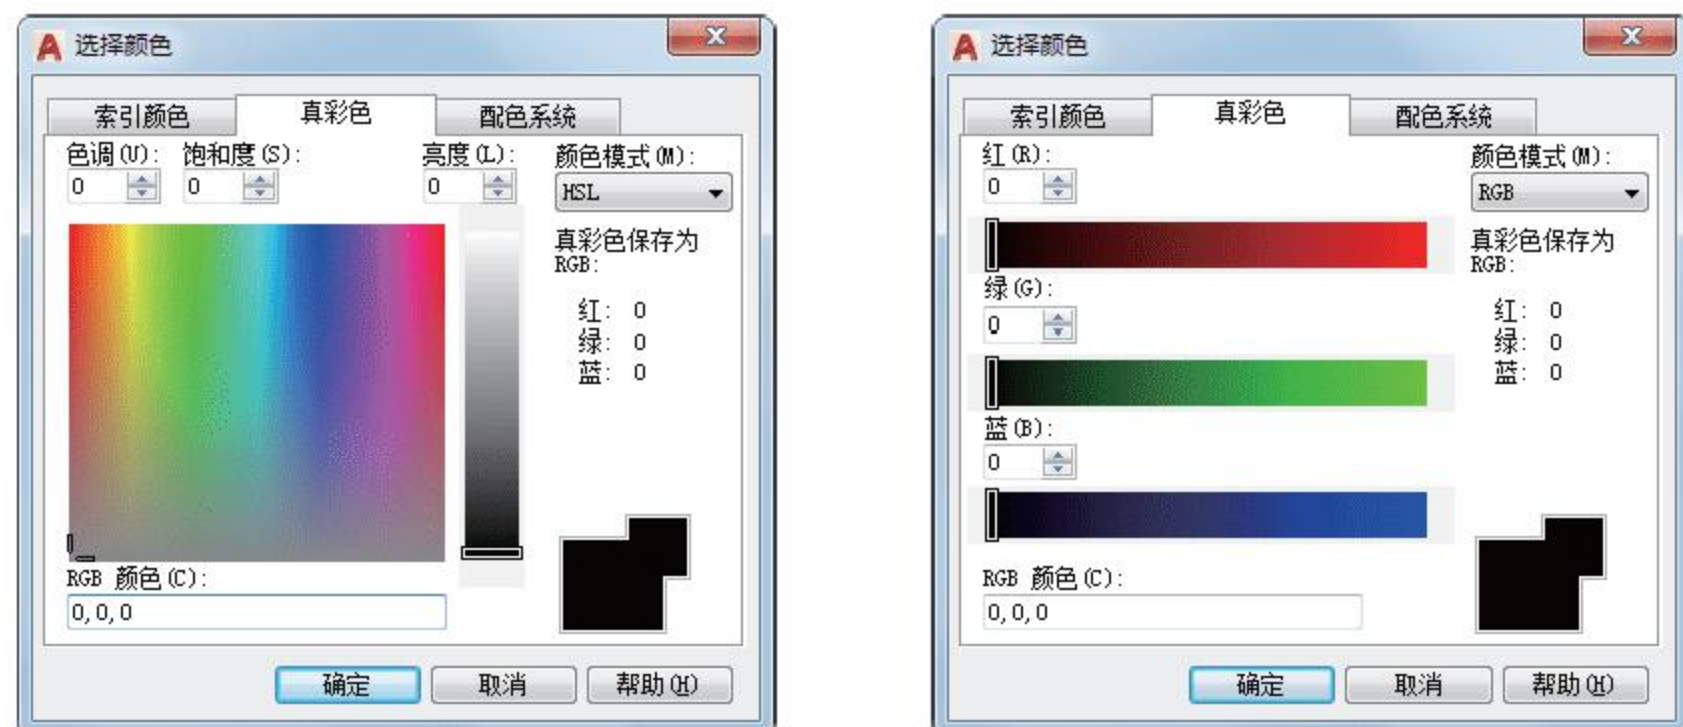 选择颜色
索引颜色 真彩色 配色系统
色调(U): 饱和度(S): 亮度(L): 颜色模式(M):
0 0 0 HSL
真彩色保存为
RGB:
红: 0
绿: 0
蓝: 0
RGB 颜色(C):
0,0,0
确定 取消 帮助(H)
选择颜色
索引颜色 真彩色 配色系统
红(R): 颜色模式(M):
0 RGB
真彩色保存为
RGB:
绿(G):
红: 0
0 绿: 0
蓝: 0
蓝(B):
0
RGB 颜色(C):
0,0,0
确定 取消 帮助(H)